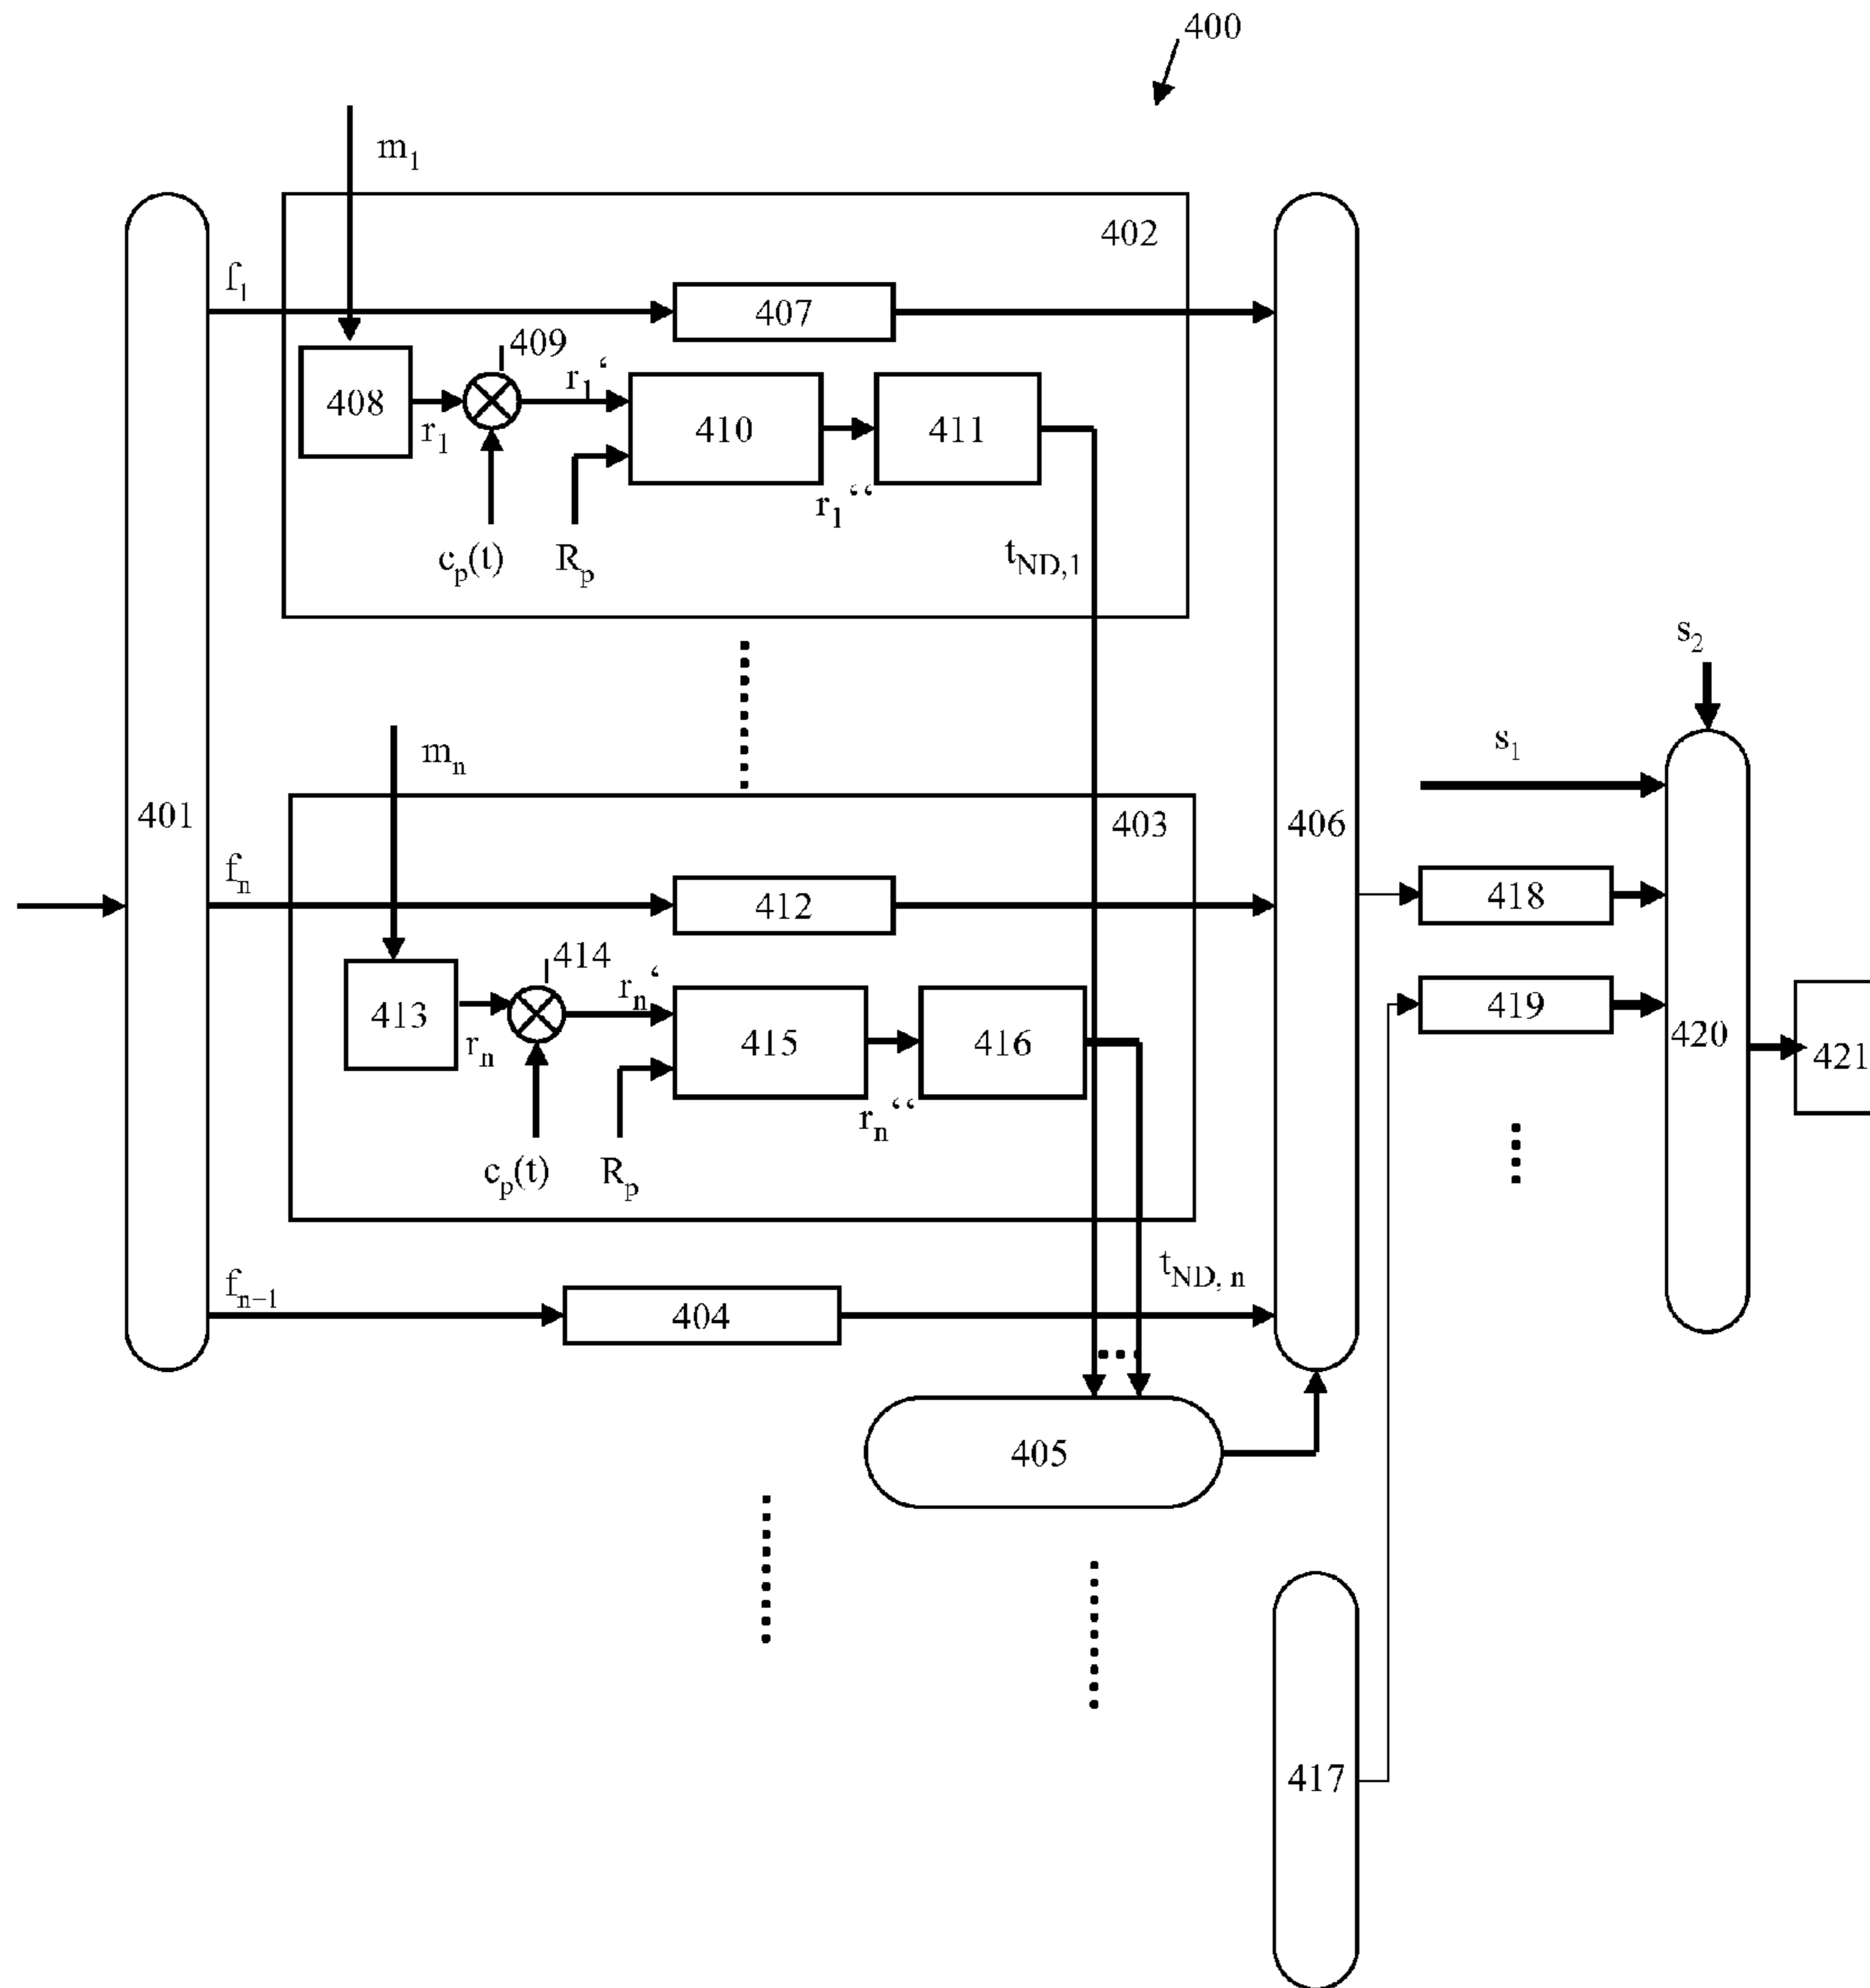 400
m1
402
f1
407
409
r1‘
408
r1
410
411
r1‘‘
cp(t)
Rp
tND,1
s2
mn
s1
401
403
406
fn
412
418
414
rn‘
419
413
rn
415
416
420
421
rn‘‘
cp(t)
Rp
tND, n
fn−1
404
405
417